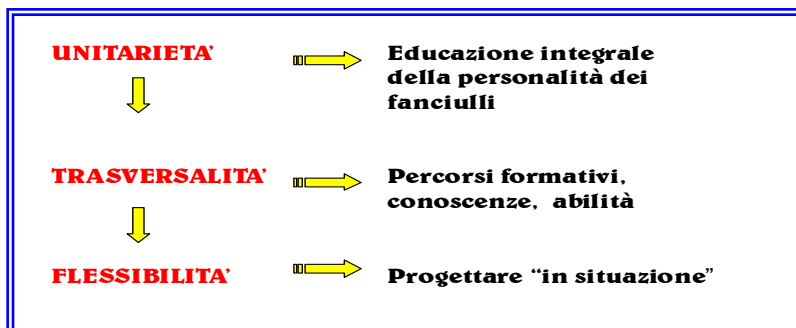 UNITARIETA'
Educazione integrale
della personalità dei
fanciulli
TRASVERSALITA'
Percorsi formativi,
conoscenze, abilità
FLESSIBILITA'
Progettare “in situazione”